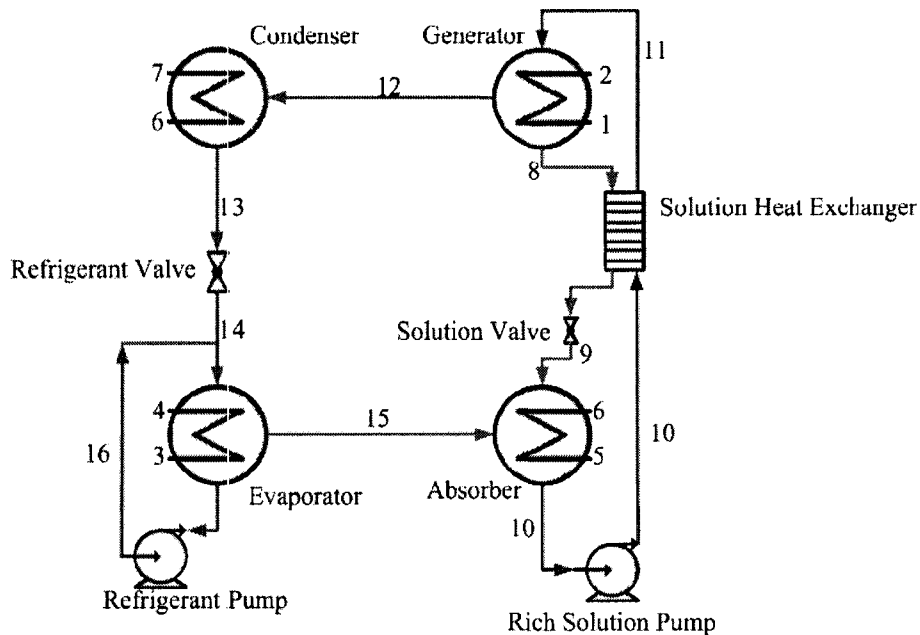 Condenser
Generator
11
7
12
2
6
1
8
13
Solution Heat Exchanger
Refrigerant Valve
14
Solution Valve
9
4
15
6
10
16
3
5
Evaporator
Absorber
10
Refrigerant Pump
Rich Solution Pump